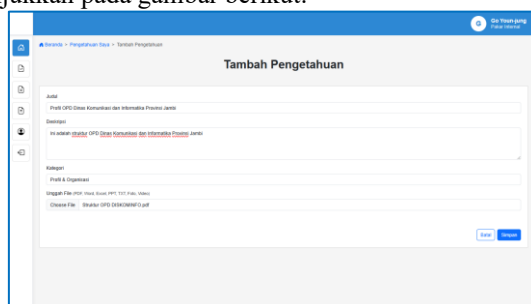 jukkan pada gambar berikut.
Go Youn-jung
Pakar Internal
G
Beranda • Pengetahuan Saya • Tambah Pengetahuan
Tambah Pengetahuan
Judul
Profil OPD Dinas Komunikasi dan Informatika Provinsi Jambi
Deskripsi
Ini adalah struktur OPD Dinas Komunikasi dan Informatika Provinsi Jambi
Kategori
Profil & Organisasi
Unggah File (PDF, Word, Excel, PPT, TXT, Foto, Video)
Choose File Struktur OPD DISKOMINFO.pdf
Batal Simpan